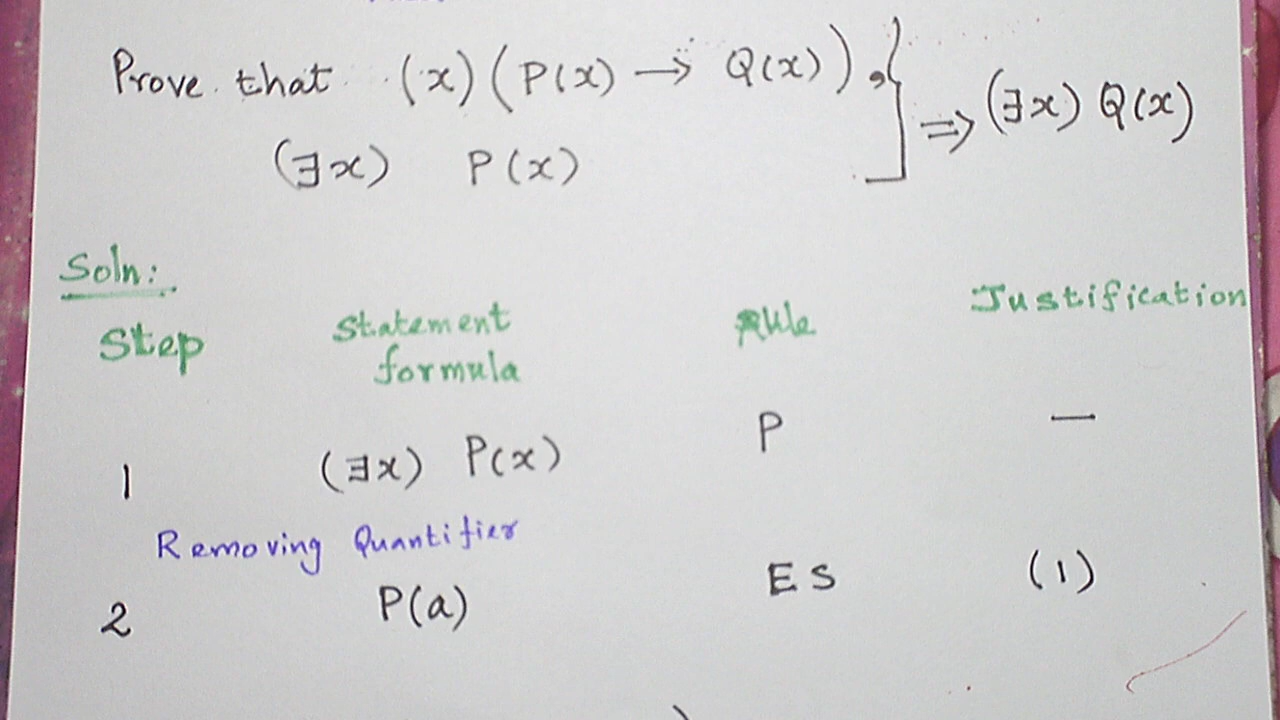 Prove that (x) (P(x) → Q(x)), } ⇒ (∃x) Q(x)
(∃x) P(x)
Soln:
Step Statement formula Rule Justification
1 (∃x) P(x) P —
Removing Quantifier
2 P(a) ES (1)